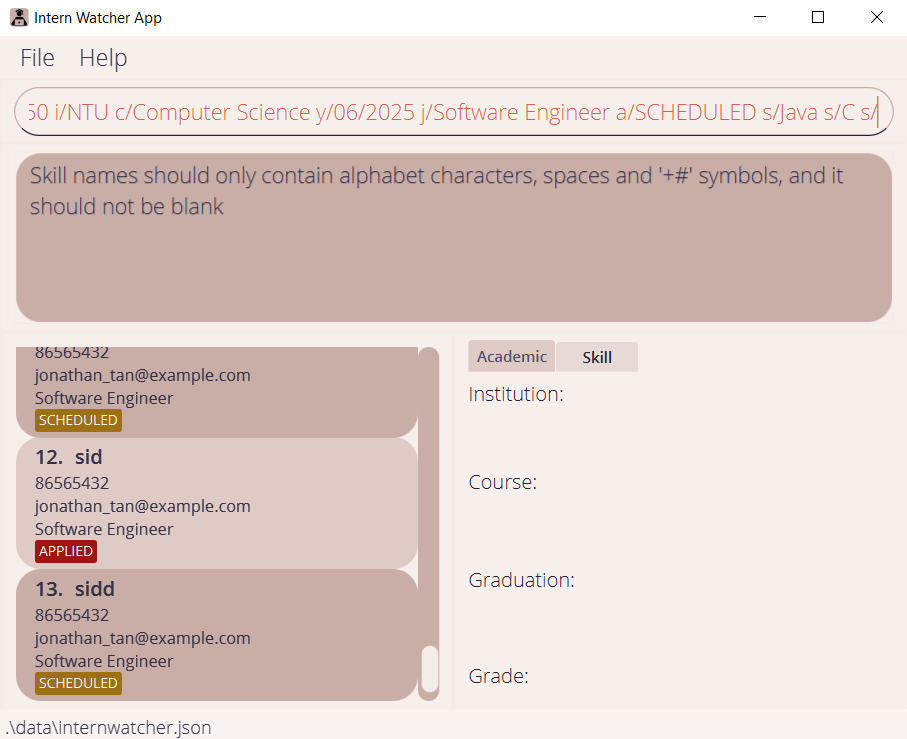 Intern Watcher App
File Help
50 i/NTU c/Computer Science y/06/2025 j/Software Engineer a/SCHEDULED s/Java s/C s/
Skill names should only contain alphabet characters, spaces and '+#' symbols, and it
should not be blank
86565432
jonathan_tan@example.com
Software Engineer
SCHEDULED
12. sid
86565432
jonathan_tan@example.com
Software Engineer
APPLIED
13. sidd
86565432
jonathan_tan@example.com
Software Engineer
SCHEDULED
Academic Skill
Institution:
Course:
Graduation:
Grade:
.\data\internwatcher.json